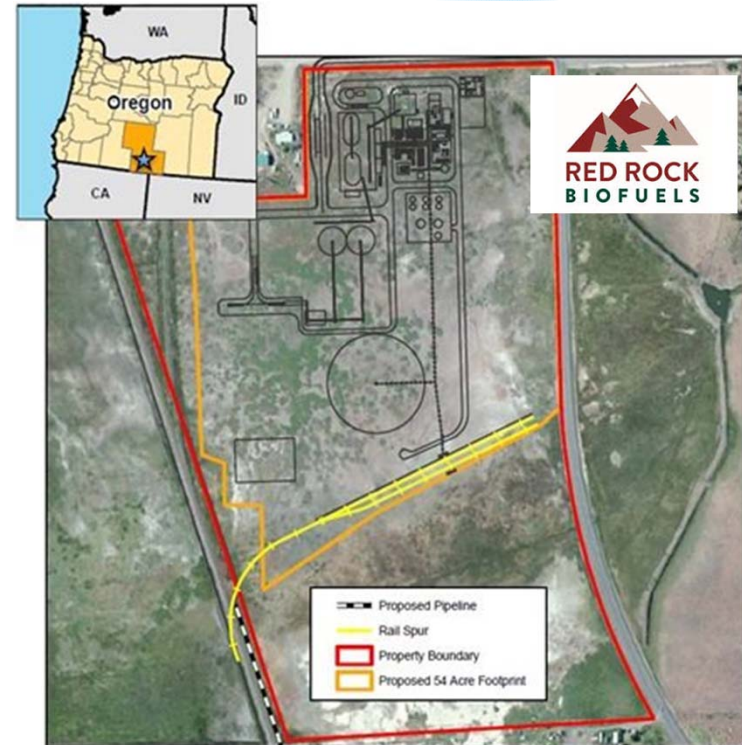 WA
Oregon
ID
CA
NV
RED ROCK
BIOFUELS
Proposed Pipeline
Rail Spur
Property Boundary
Proposed 54 Acre Footprint